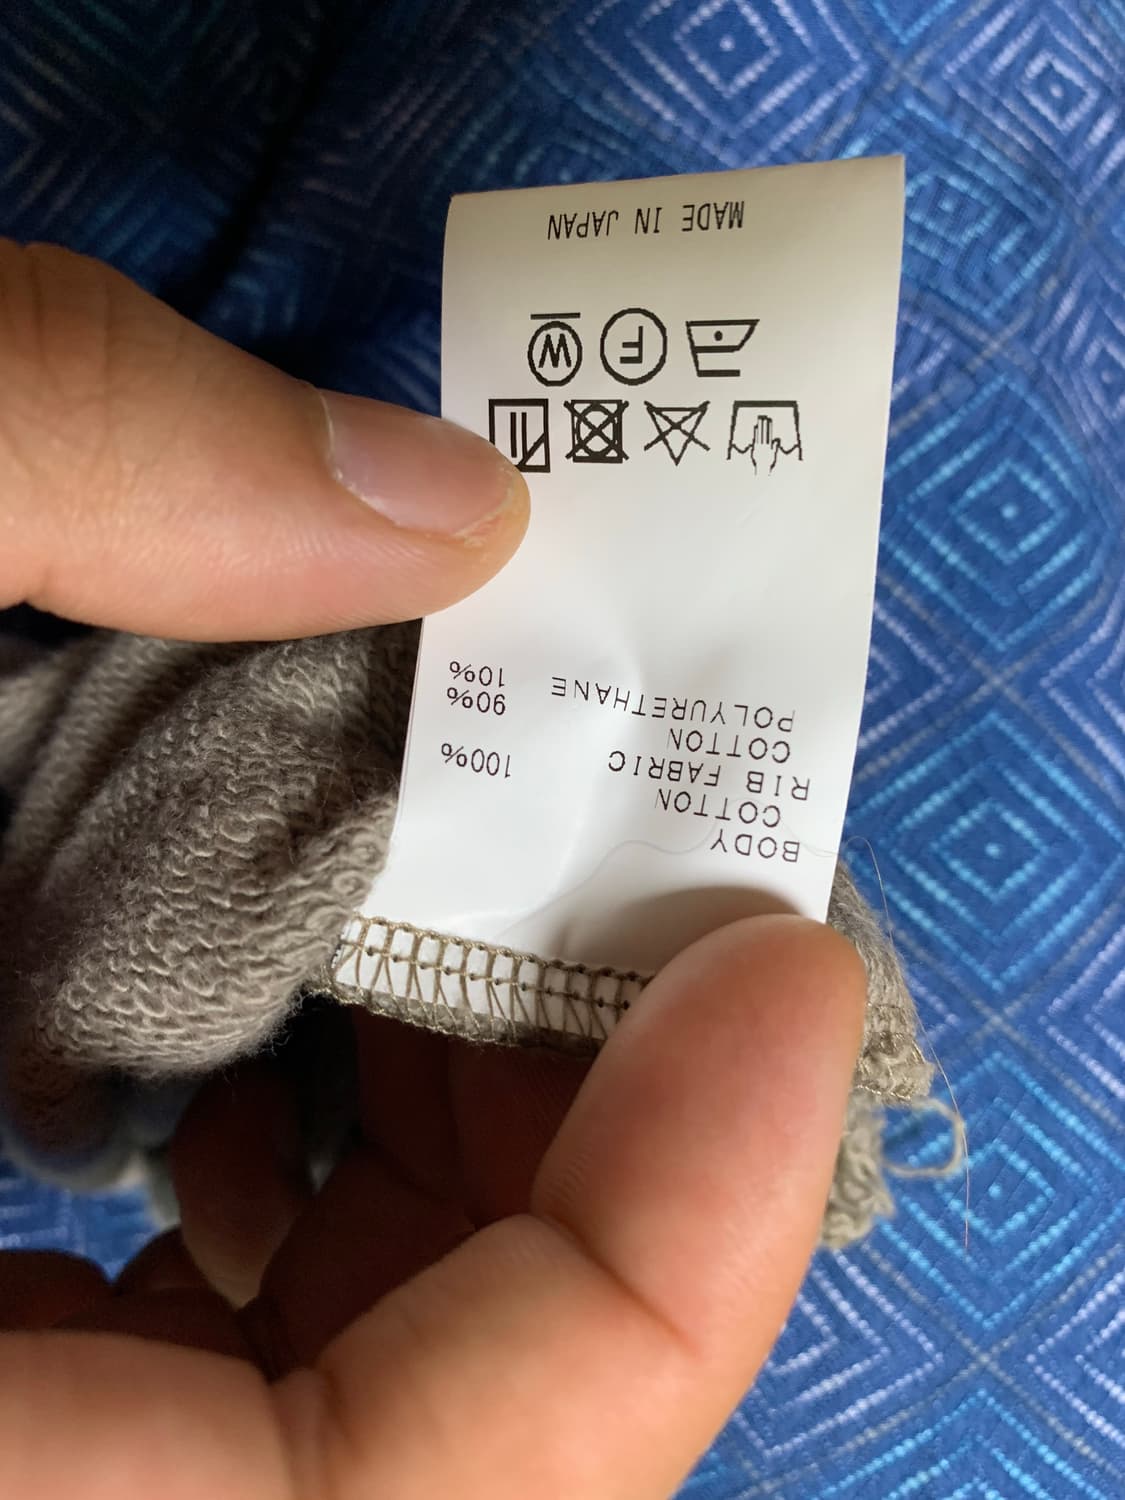 BODY
COTTON 100%
RIB FABRIC
COTTON 90%
POLYURETHANE 10%
F
W
MADE IN JAPAN